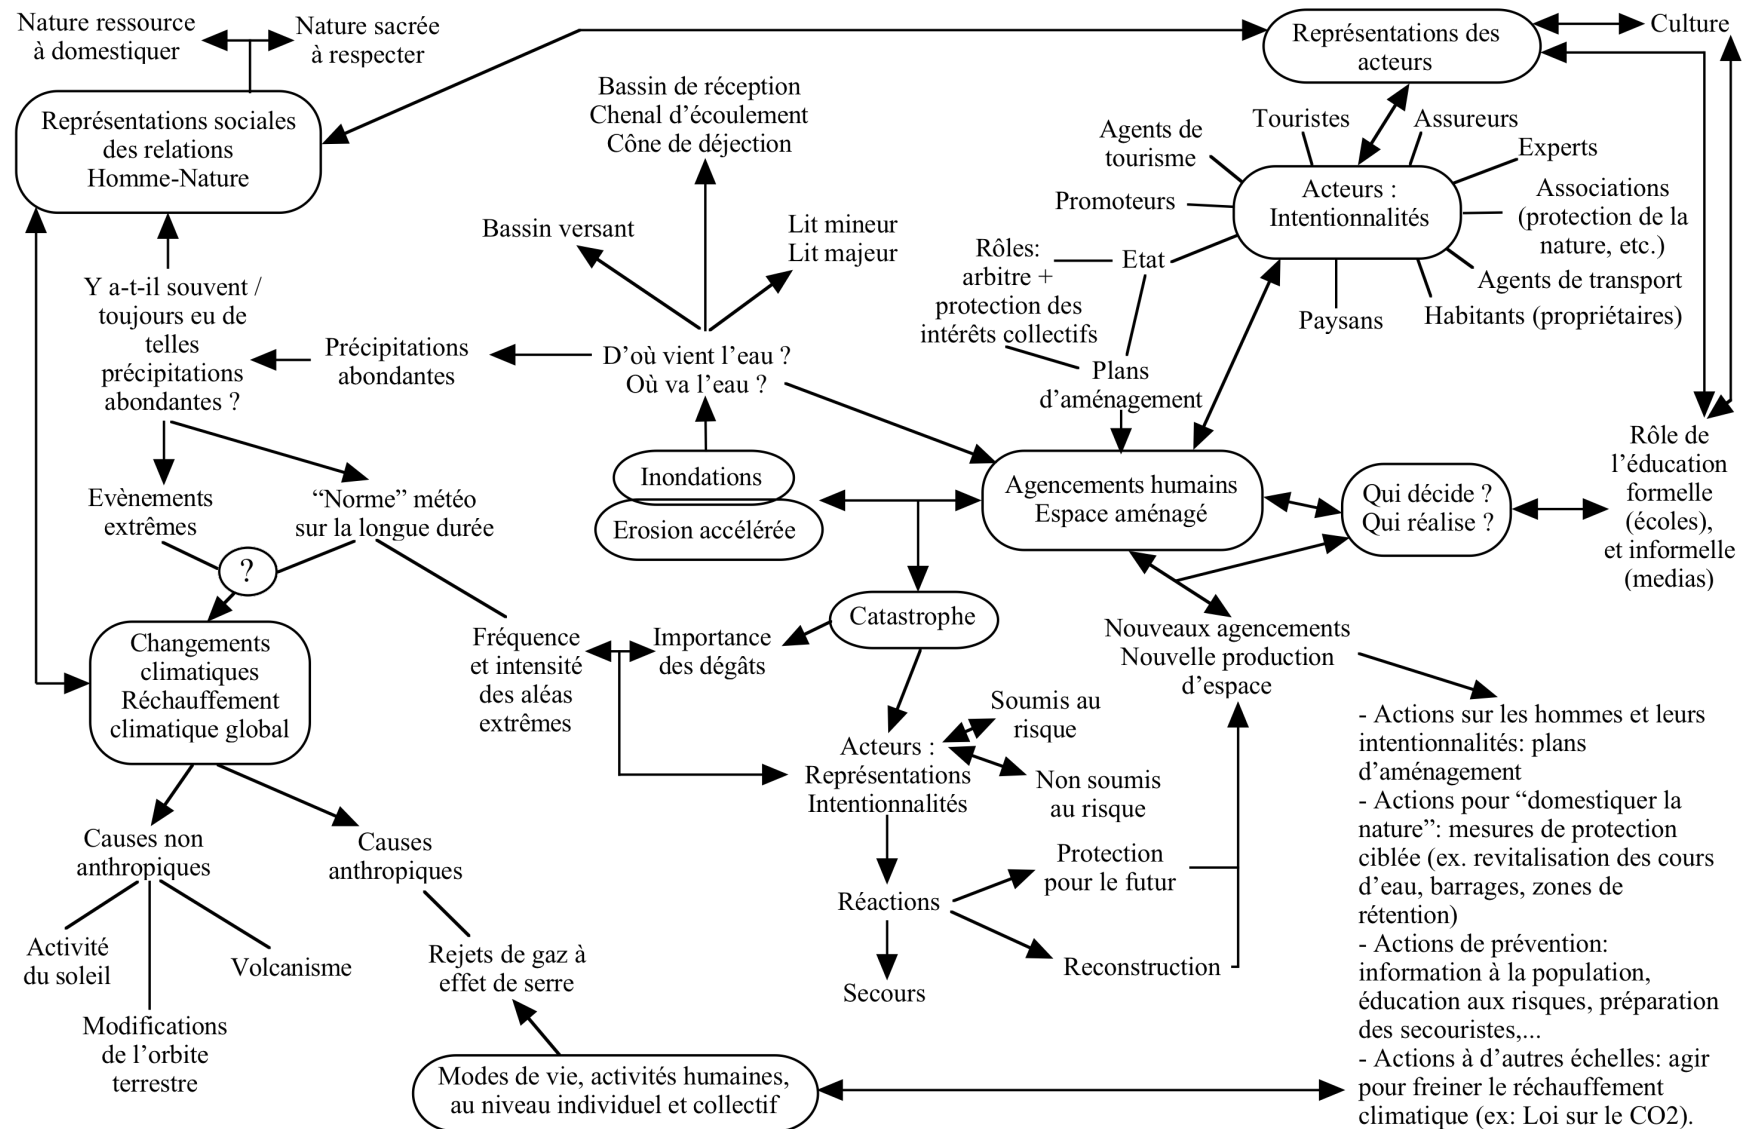 Nature ressource
à domestiquer
Nature sacrée
à respecter
Représentations des
acteurs
Culture
Représentations sociales
des relations
Homme-Nature
Bassin de réception
Chenal d’écoulement
Cône de déjection
Bassin versant
Lit mineur
Lit majeur
Agents de
tourisme
Touristes
Assureurs
Experts
Promoteurs
Acteurs :
Intentionnalités
Associations
(protection de la
nature, etc.)
Rôles:
arbitre +
protection des
intérêts collectifs
Etat
Agents de transport
Paysans
Habitants (propriétaires)
Plans
d’aménagement
Y a-t-il souvent /
toujours eu de
telles
précipitations
abondantes ?
Précipitations
abondantes
D’où vient l’eau ?
Où va l’eau ?
Inondations
Erosion accélérée
Agencements humains
Espace aménagé
Qui décide ?
Qui réalise ?
Rôle de
l’éducation
formelle
(écoles),
et informelle
(medias)
Evènements
extrêmes
“Norme” météo
sur la longue durée
?
Changements
climatiques
Réchauffement
climatique global
Fréquence
et intensité
des aléas
extrêmes
Importance
des dégâts
Catastrophe
Nouveaux agencements
Nouvelle production
d’espace
Acteurs :
Représentations
Intentionnalités
Soumis au
risque
Non soumis
au risque
Causes non
anthropiques
Causes
anthropiques
Réactions
Protection
pour le futur
Reconstruction
Secours
Activité
du soleil
Volcanisme
Modifications
de l’orbite
terrestre
Rejets de gaz à
effet de serre
Modes de vie, activités humaines,
au niveau individuel et collectif
- Actions sur les hommes et leurs
intentionnalités: plans
d’aménagement
- Actions pour “domestiquer la
nature”: mesures de protection
ciblée (ex. revitalisation des cours
d’eau, barrages, zones de
rétention)
- Actions de prévention:
information à la population,
éducation aux risques, préparation
des secouristes,...
- Actions à d’autres échelles: agir
pour freiner le réchauffement
climatique (ex: Loi sur le CO2).